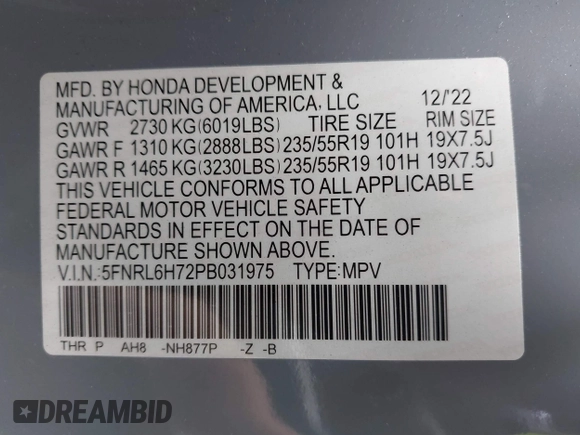 MFD. BY HONDA DEVELOPMENT &
MANUFACTURING OF AMERICA, LLC 12/'22
GVWR 2730 KG(6019LBS) TIRE SIZE RIM SIZE
GAWR F 1310 KG(2888LBS) 235/55R19 101H 19X7.5J
GAWR R 1465 KG(3230LBS) 235/55R19 101H 19X7.5J
THIS VEHICLE CONFORMS TO ALL APPLICABLE
FEDERAL MOTOR VEHICLE SAFETY
STANDARDS IN EFFECT ON THE DATE OF
MANUFACTURE SHOWN ABOVE.
V.I.N.:5FNRL6H72PB031975 TYPE:MPV
THR P AH8 -NH877P -Z -B
DREAMBID